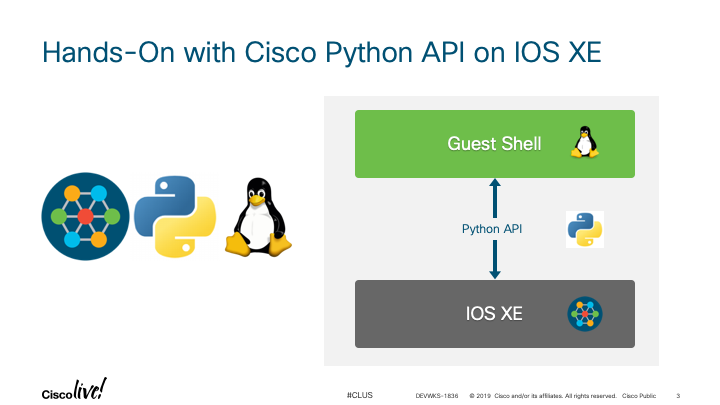 Hands-On with Cisco Python API on IOS XE
Guest Shell
Python API
IOS XE
Cisco live!
#CLUS
DEVWKS-1836
© 2019 Cisco and/or its affiliates. All rights reserved. Cisco Public
3